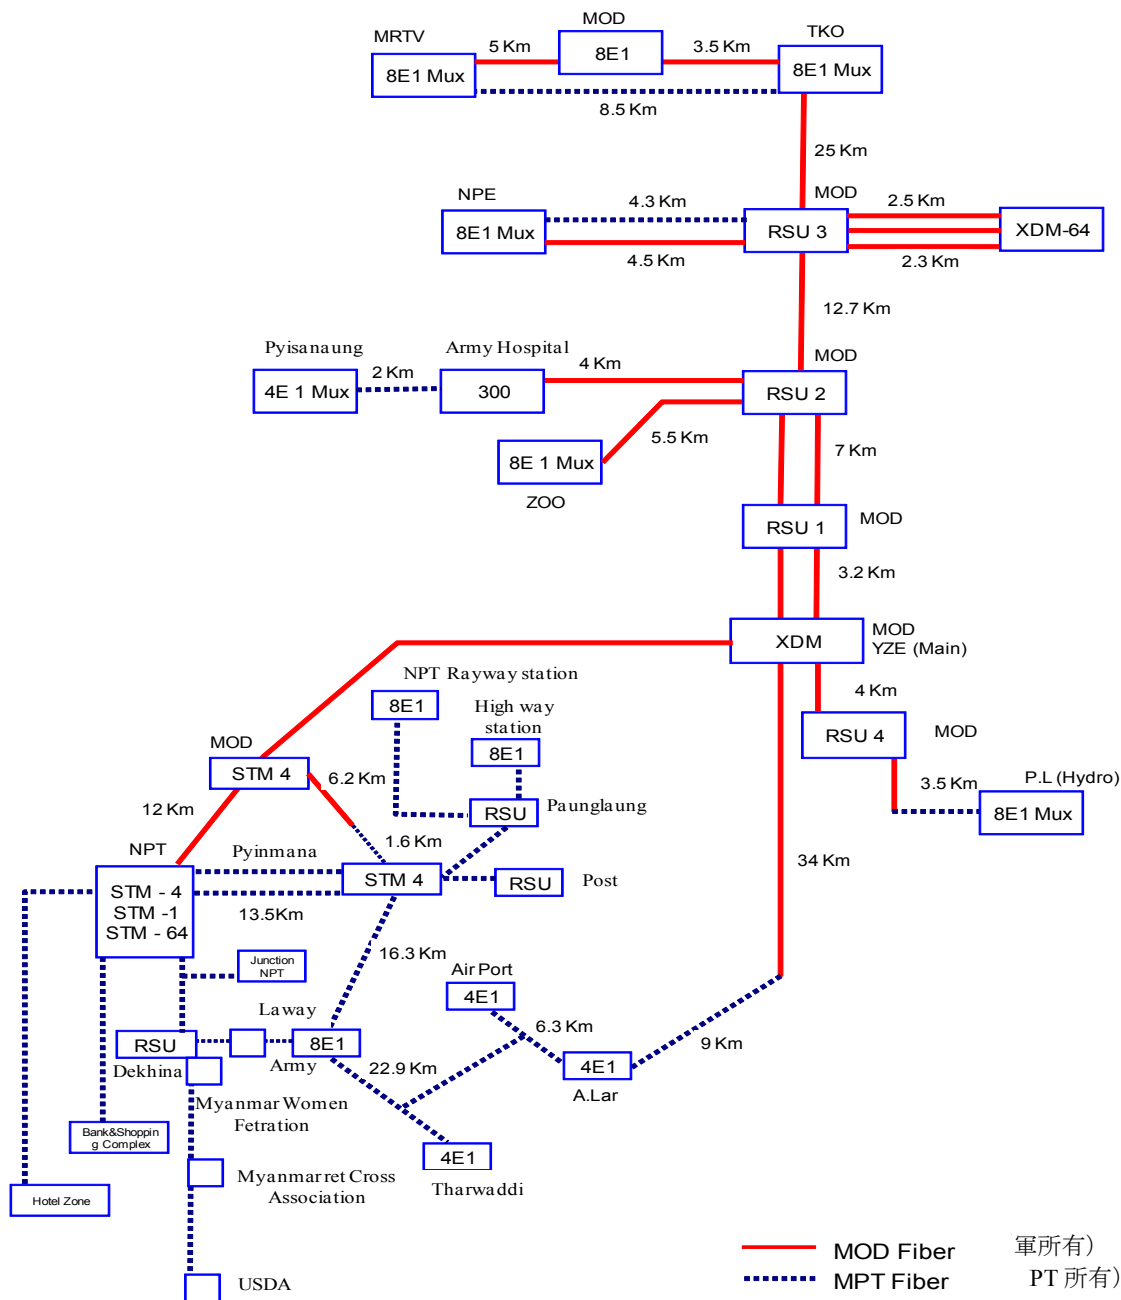 MOD
MRTV
TKO
5 Km
3.5 Km
8E1
8E1 Mux
8E1 Mux
8.5 Km
25 Km
NPE
MOD
4.3 Km
2.5 Km
8E1 Mux
RSU 3
XDM-64
4.5 Km
2.3 Km
12.7 Km
Pyisanaung
Army Hospital
MOD
4 Km
2 Km
4E 1 Mux
300
RSU 2
5.5 Km
7 Km
8E 1 Mux
ZOO
RSU 1
MOD
3.2 Km
XDM
MOD
YZE (Main)
NPT Rayway station
4 Km
8E1
High way
station
RSU 4
MOD
MOD
8E1
STM 4
6.2 Km
3.5 Km
P.L (Hydro)
12 Km
RSU
Paunglaung
8E1 Mux
1.6 Km
NPT
Pyinmana
34 Km
STM - 4
STM -1
STM - 64
STM 4
RSU
Post
13.5Km
16.3 Km
Junction
NPT
Air Port
4E1
Laway
6.3 Km
RSU
8E1
9 Km
Dekhina
Army
22.9 Km
4E1
A.Lar
Myanmar Women
Fetration
Bank&Shoppin
g Complex
4E1
Myanmarret Cross
Association
Tharwaddi
Hotel Zone
MOD Fiber 軍所有）
MPT Fiber PT 所有）
USDA